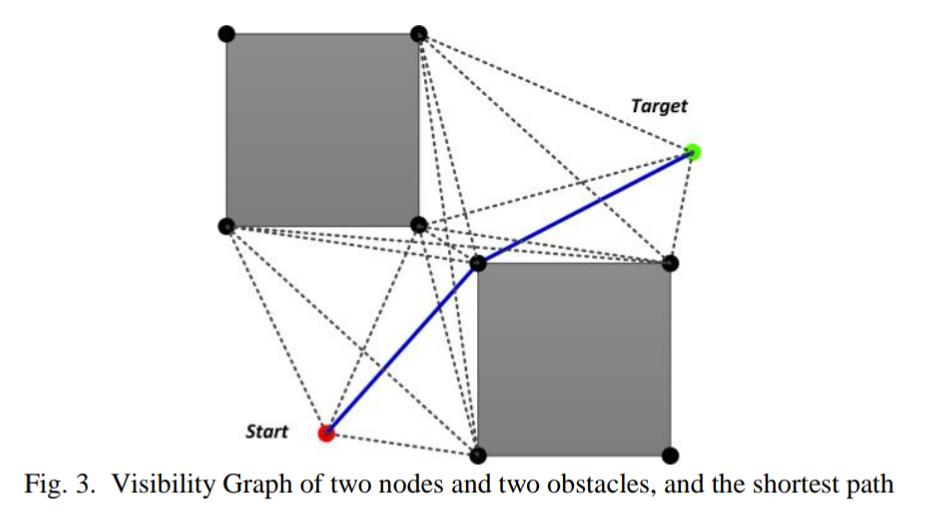 Target
Start
Fig. 3. Visibility Graph of two nodes and two obstacles, and the shortest path